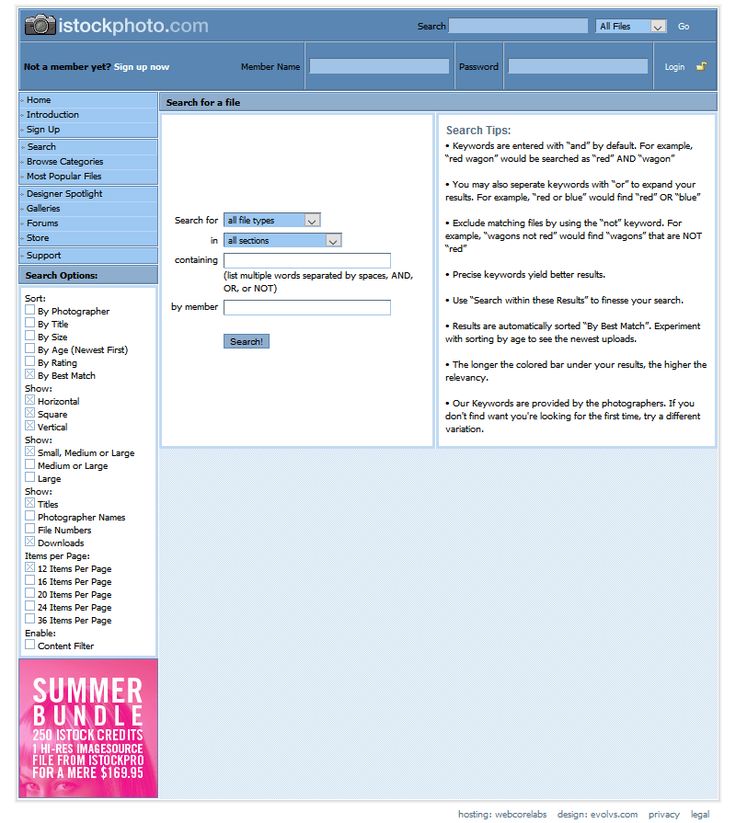 istockphoto.com
Search
All Files
Go
Not a member yet? Sign up now
Member Name
Password
Login
Home
Introduction
Sign Up
Search
Browse Categories
Most Popular Files
Designer Spotlight
Galleries
Forums
Store
Support
Search Options:
Sort:
By Photographer
By Title
By Size
By Age (Newest First)
By Rating
By Best Match
Show:
Horizontal
Square
Vertical
Show:
Small, Medium or Large
Medium or Large
Large
Show:
Titles
Photographer Names
File Numbers
Downloads
Items per Page:
12 Items Per Page
16 Items Per Page
20 Items Per Page
24 Items Per Page
36 Items Per Page
Enable:
Content Filter
SUMMER
BUNDLE
250 ISTOCK CREDITS
1 HI-RES IMAGESOURCE
FILE FROM ISTOCKPRO
FOR A MERE $169.95
Search for a file
Search for
all file types
in
all sections
containing
(list multiple words separated by spaces, AND,
OR, or NOT)
by member
Search!
Search Tips:
• Keywords are entered with “and” by default. For example,
“red wagon” would be searched as “red” AND “wagon”
• You may also seperate keywords with “or” to expand your
results. For example, “red or blue” would find “red” OR “blue”
• Exclude matching files by using the “not” keyword. For
example, “wagons not red” would find “wagons” that are NOT
“red”
• Precise keywords yield better results.
• Use “Search within these Results” to finesse your search.
• Results are automatically sorted “By Best Match”. Experiment
with sorting by age to see the newest uploads.
• The longer the colored bar under your results, the higher the
relevancy.
• Our Keywords are provided by the photographers. If you
don't find want you're looking for the first time, try a different
variation.
hosting: webcorelabs design: evolvs.com privacy legal